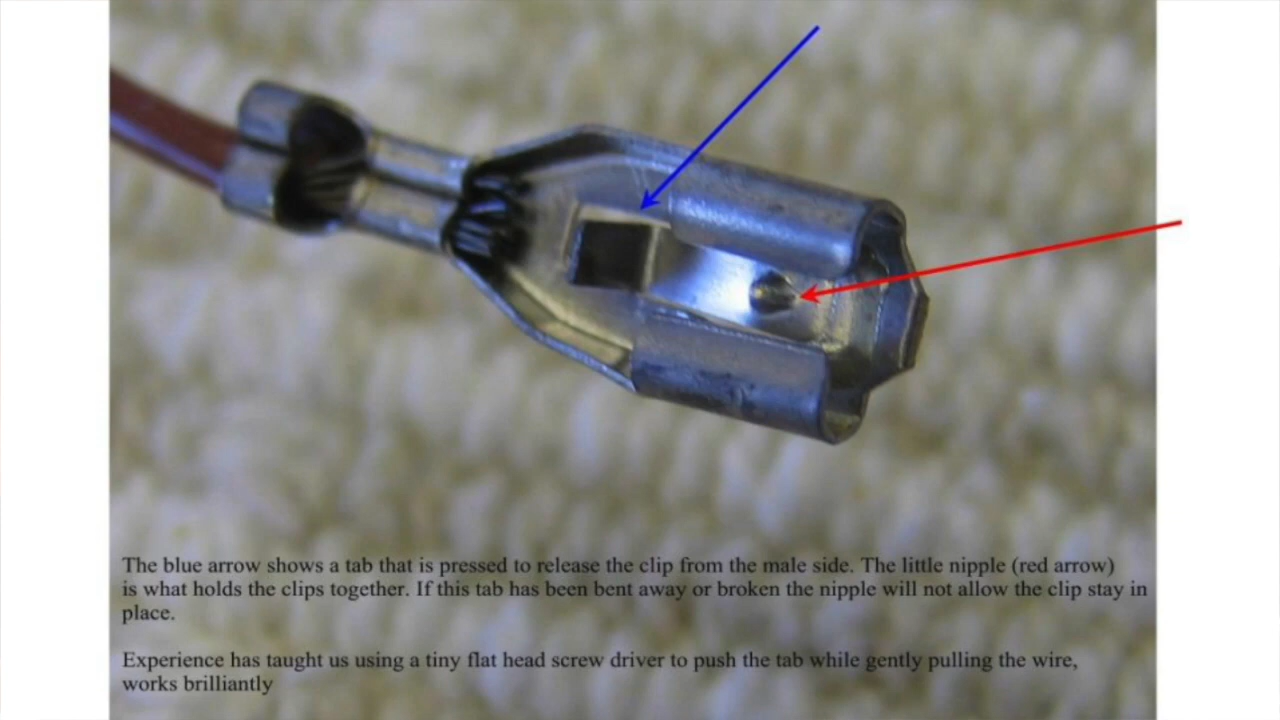 The blue arrow shows a tab that is pressed to release the clip from the male side. The little nipple (red arrow)
is what holds the clips together. If this tab has been bent away or broken the nipple will not allow the clip stay in
place.
Experience has taught us using a tiny flat head screw driver to push the tab while gently pulling the wire,
works brilliantly